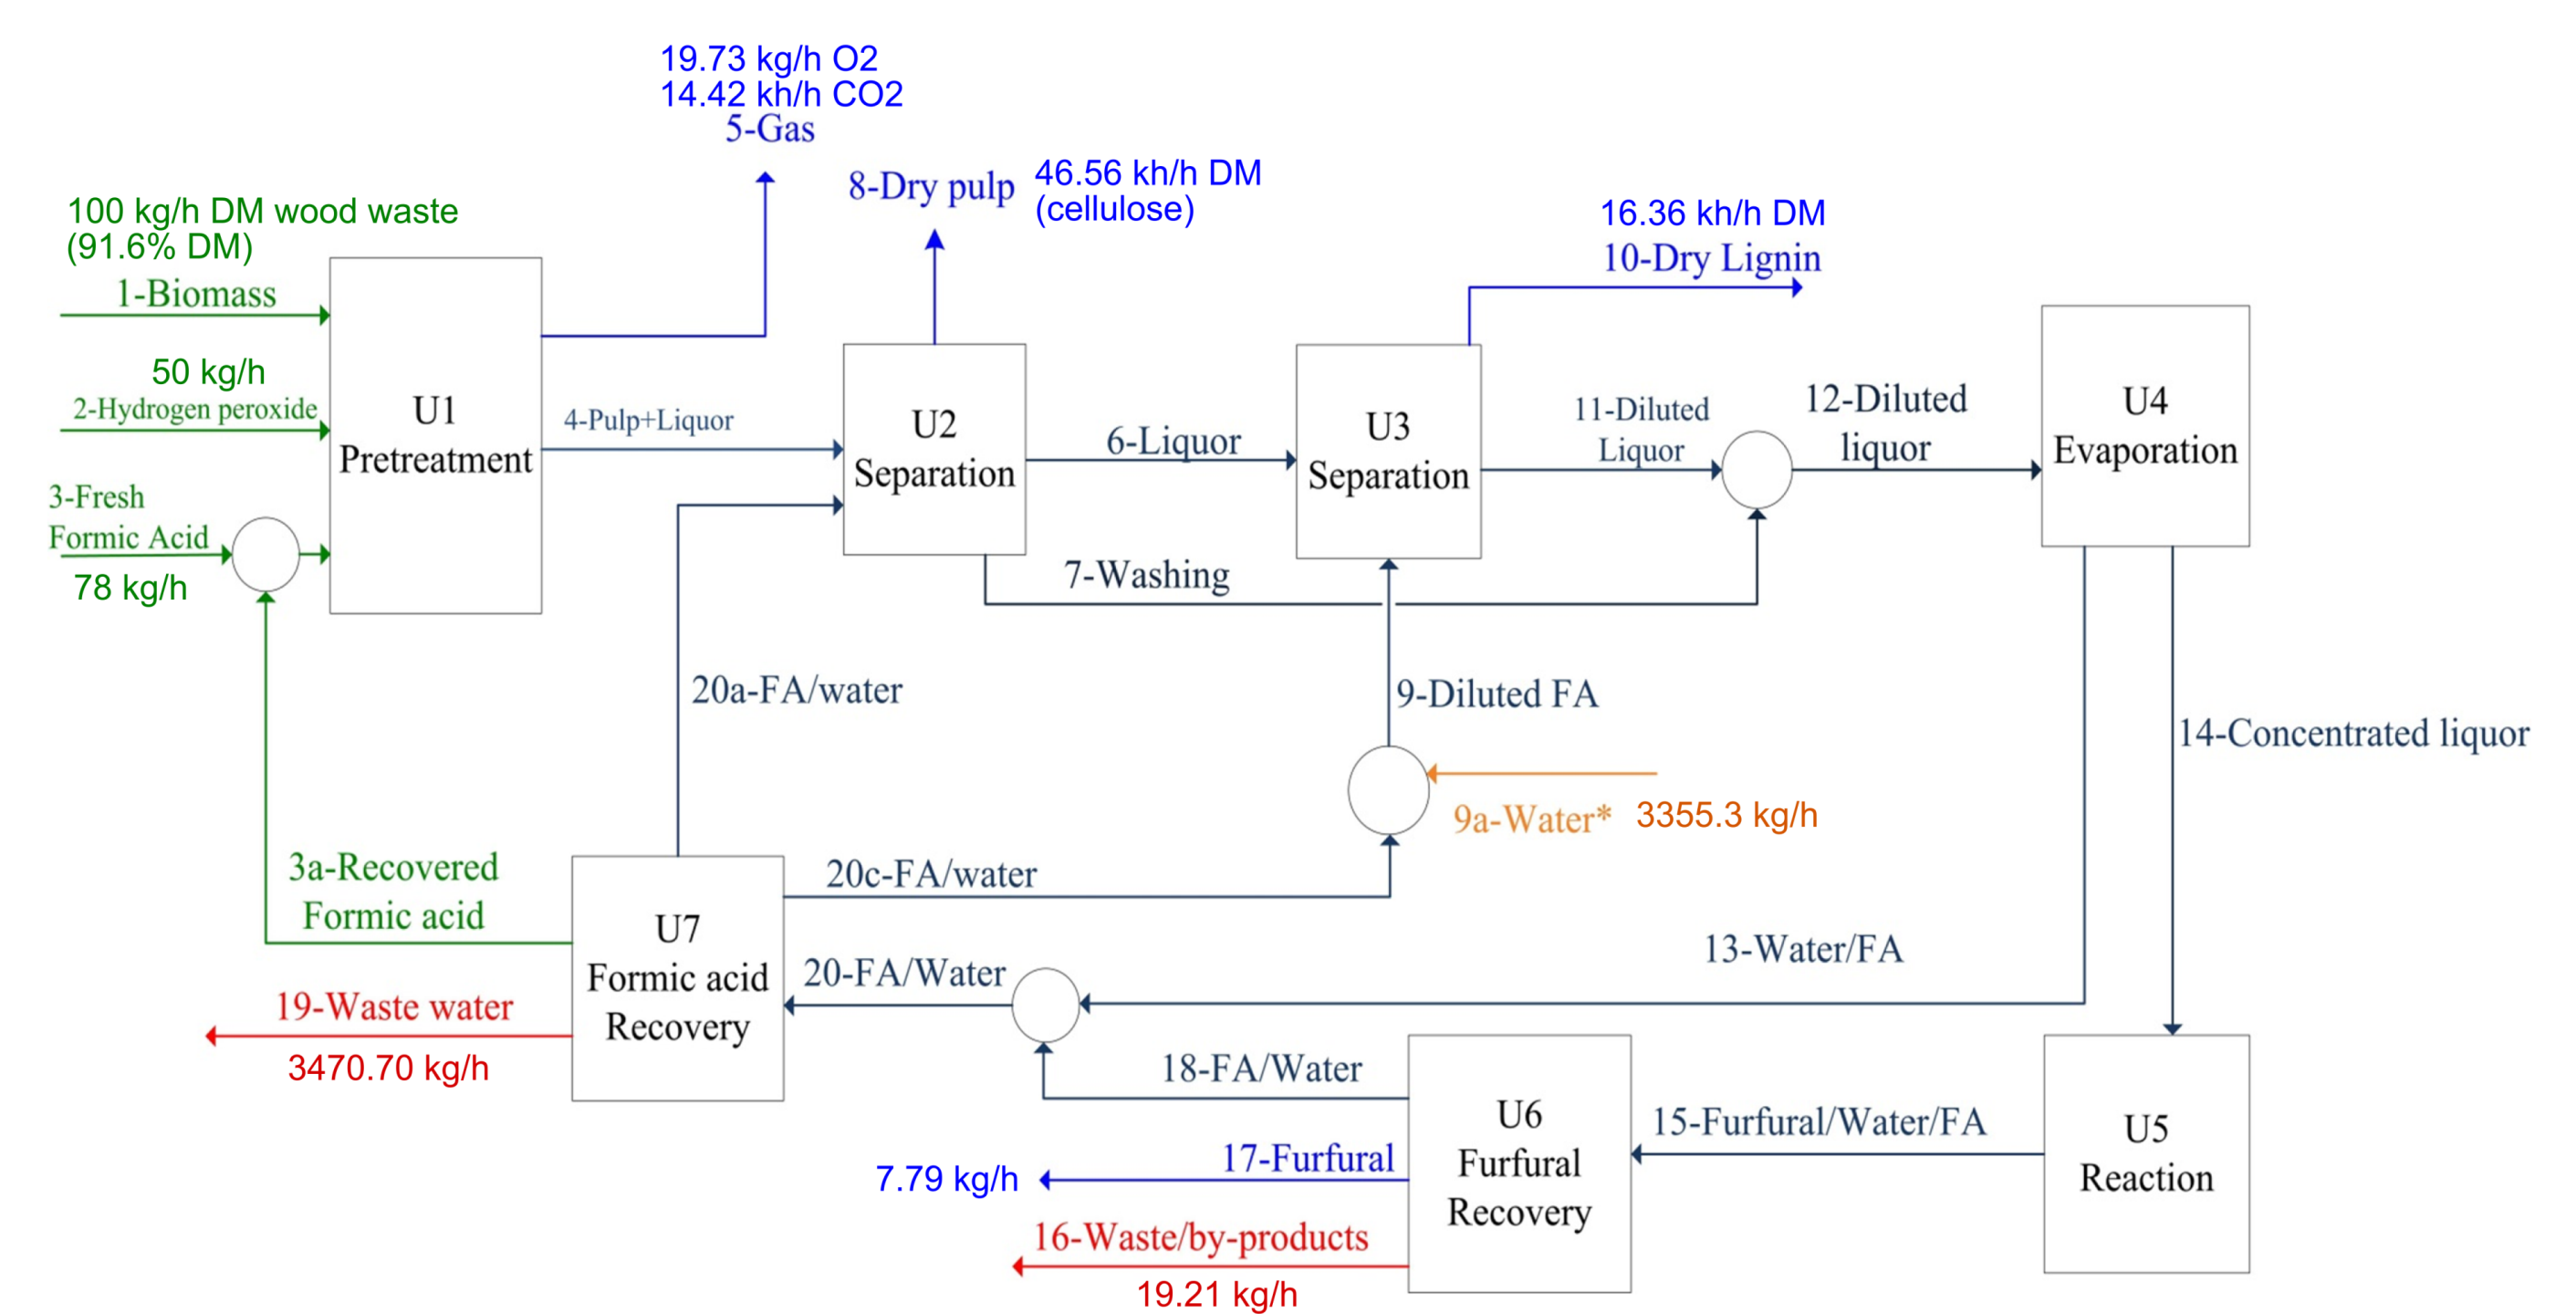 19.73 kg/h O2
14.42 kh/h CO2
5-Gas
8-Dry pulp
46.56 kh/h DM
(cellulose)
100 kg/h DM wood waste
(91.6% DM)
1-Biomass
16.36 kh/h DM
10-Dry Lignin
50 kg/h
2-Hydrogen peroxide
U1
Pretreatment
4-Pulp+Liquor
U2
Separation
6-Liquor
U3
Separation
11-Diluted
Liquor
12-Diluted
liquor
U4
Evaporation
3-Fresh
Formic Acid
78 kg/h
7-Washing
20a-FA/water
9-Diluted FA
14-Concentrated liquor
9a-Water*
3355.3 kg/h
3a-Recovered
Formic acid
20c-FA/water
U7
Formic acid
Recovery
13-Water/FA
20-FA/Water
19-Waste water
3470.70 kg/h
18-FA/Water
U6
Furfural
Recovery
15-Furfural/Water/FA
U5
Reaction
17-Furfural
7.79 kg/h
16-Waste/by-products
19.21 kg/h